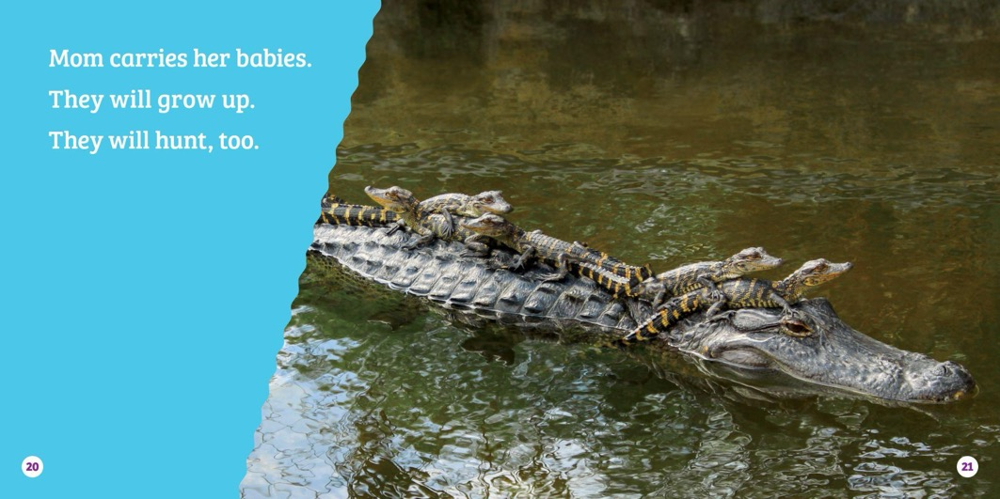 Mom carries her babies.
They will grow up.
They will hunt, too.
20
21